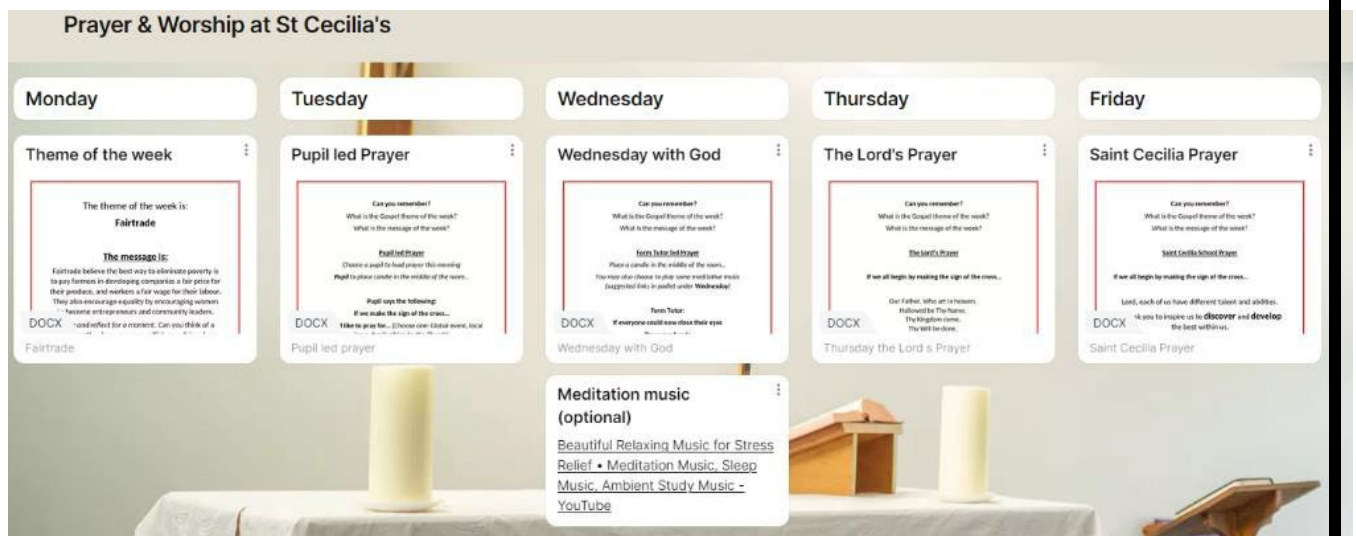 Prayer & Worship at St Cecilia's
Monday
Theme of the week
The theme of the week is:
Fairtrade
The message is:
Fairtrade believe the best way to eliminate poverty is
to pay farmers in developing companies a fair price for
their produce, and workers a fair wage for their labour.
They also encourage equality by encouraging women
become entrepreneurs and community leaders.
and reflect for a moment. Can you think of a
DOCX
Fairtrade
Tuesday
Pupil led Prayer
Can you remember?
What is the Gospel theme of the week?
What is the message of the week?
Pupil led Prayer
Choose a pupil to lead prayer this morning
Pupil to place candle in the middle of the room...
Pupil says the following:
If we make the sign of the cross...
I like to pray for... (Choose one: Global event, local
DOCX
Pupil led prayer
Wednesday
Wednesday with God
Can you remember?
What is the Gospel theme of the week?
What is the message of the week?
Form Tutor led Prayer
Place a candle in the middle of the room...
You may also choose to play some meditative music
(suggested links in padlet under Wednesday)
Form Tutor:
If everyone could now close their eye
DOCX
Wednesday with God
Meditation music
(optional)
Beautiful Relaxing Music for Stress
Relief • Meditation Music, Sleep
Music, Ambient Study Music -
YouTube
Thursday
The Lord's Prayer
Can you remember?
What is the Gospel theme of the week?
What is the message of the week?
The Lord's Prayer
If we all begin by making the sign of the cross...
Our Father, Who art in heaven,
Hallowed be Thy Name.
Thy Kingdom come.
Thy Will be done,
DOCX
Thursday the Lord s Prayer
Friday
Saint Cecilia Prayer
Can you remember?
What is the Gospel theme of the week?
What is the message of the week?
Saint Cecilia School Prayer
If we all begin by making the sign of the cross...
Lord, each of us have different talent and abilities.
you to inspire us to discover and develop
the best within us.
DOCX
Saint Cecilia Prayer